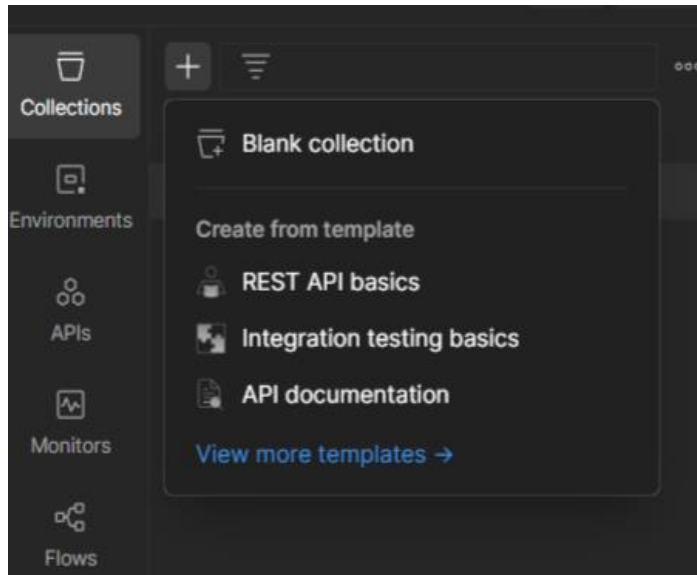 Collections
Environments
APIs
Monitors
Flows
Blank collection
Create from template
REST API basics
Integration testing basics
API documentation
View more templates →